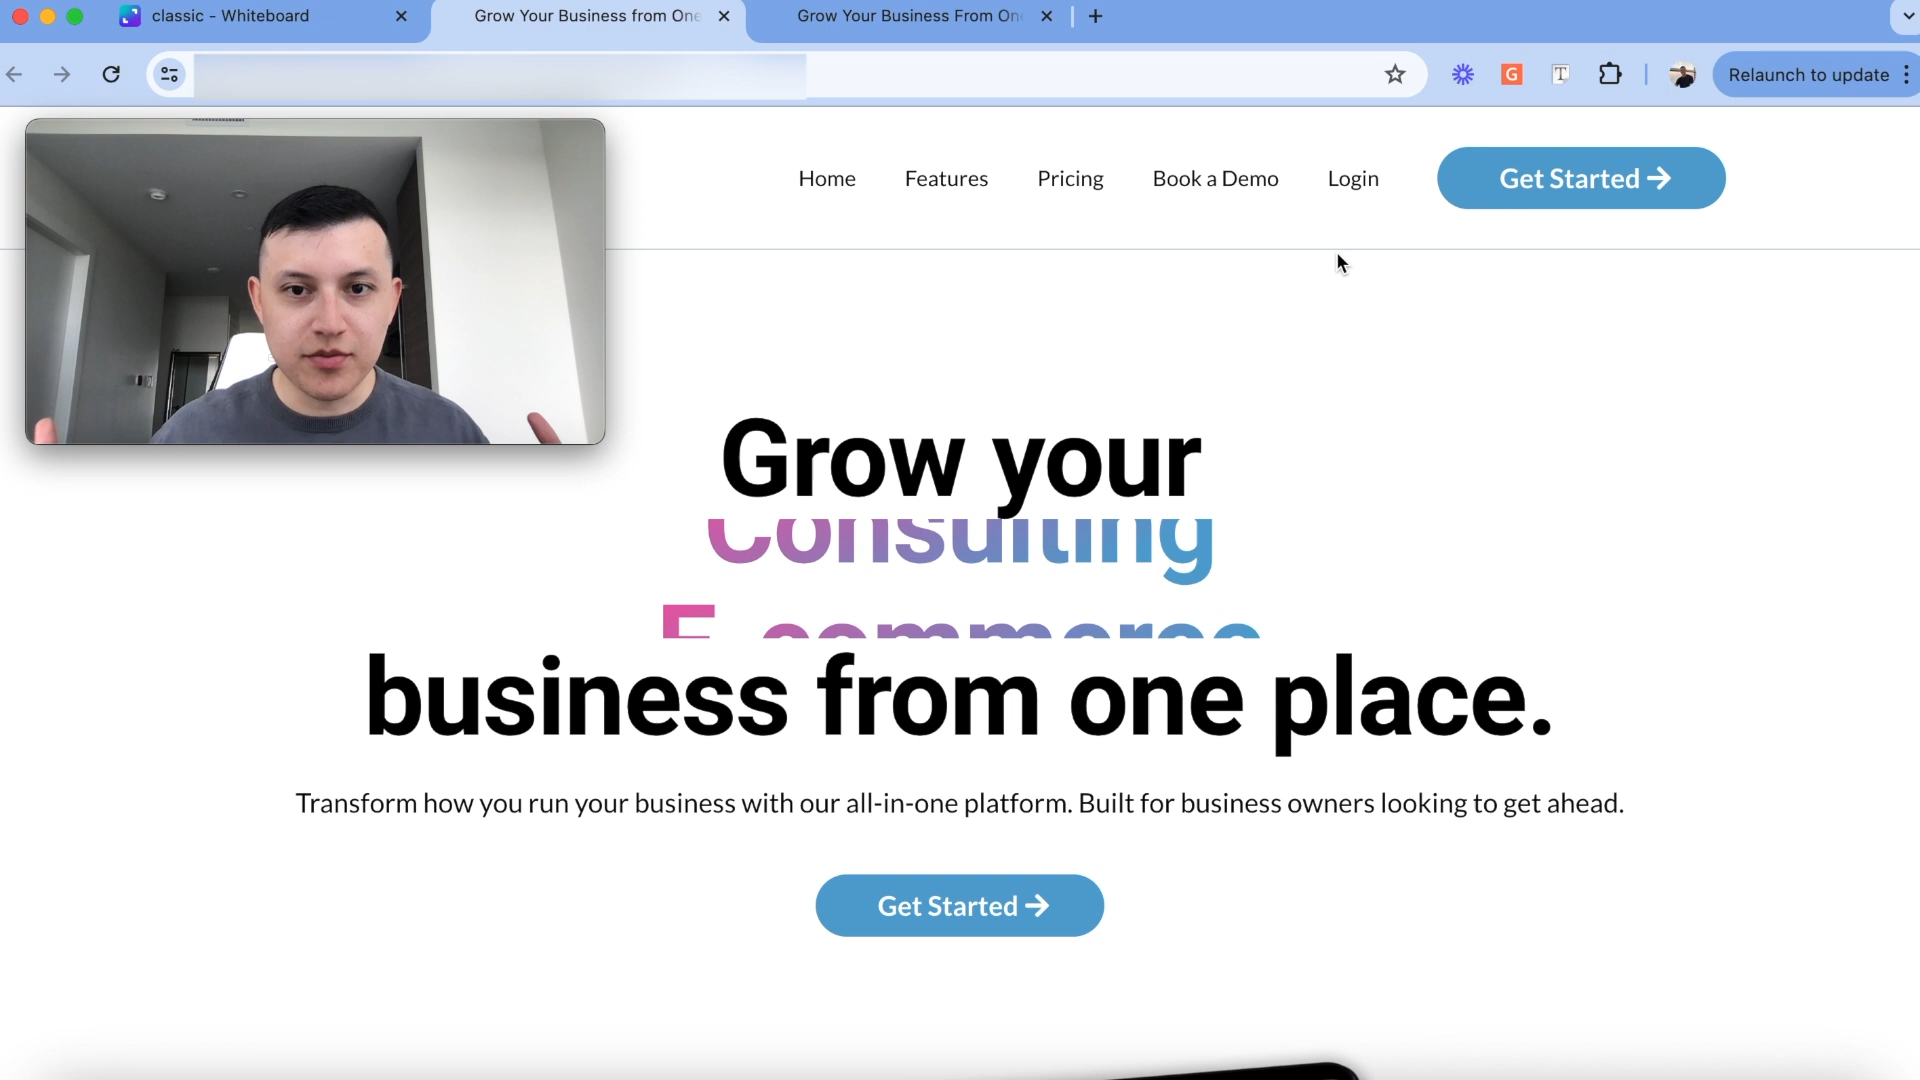 classic - Whiteboard
Grow Your Business from One
Grow Your Business From On
Relaunch to update
G
T
Home
Features
Pricing
Book a Demo
Login
Get Started
Grow your
Consulting
E-commerce
business from one place.
Transform how you run your business with our all-in-one platform. Built for business owners looking to get ahead.
Get Started